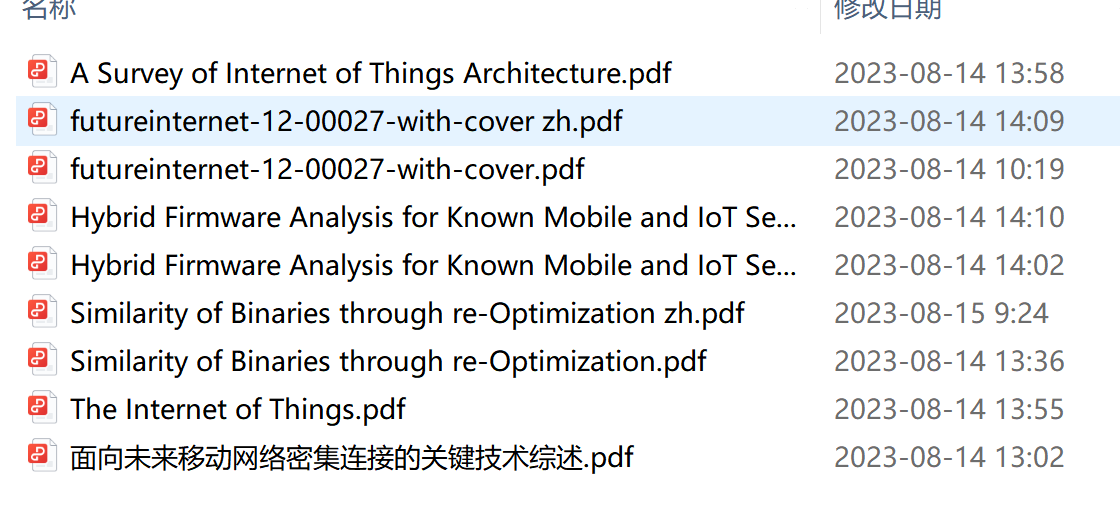 名称 修改日期
A Survey of Internet of Things Architecture.pdf 2023-08-14 13:58
futureinternet-12-00027-with-cover zh.pdf 2023-08-14 14:09
futureinternet-12-00027-with-cover.pdf 2023-08-14 10:19
Hybrid Firmware Analysis for Known Mobile and IoT Se... 2023-08-14 14:10
Hybrid Firmware Analysis for Known Mobile and IoT Se... 2023-08-14 14:02
Similarity of Binaries through re-Optimization zh.pdf 2023-08-15 9:24
Similarity of Binaries through re-Optimization.pdf 2023-08-14 13:36
The Internet of Things.pdf 2023-08-14 13:55
面向未来移动网络密集连接的关键技术综述.pdf 2023-08-14 13:02